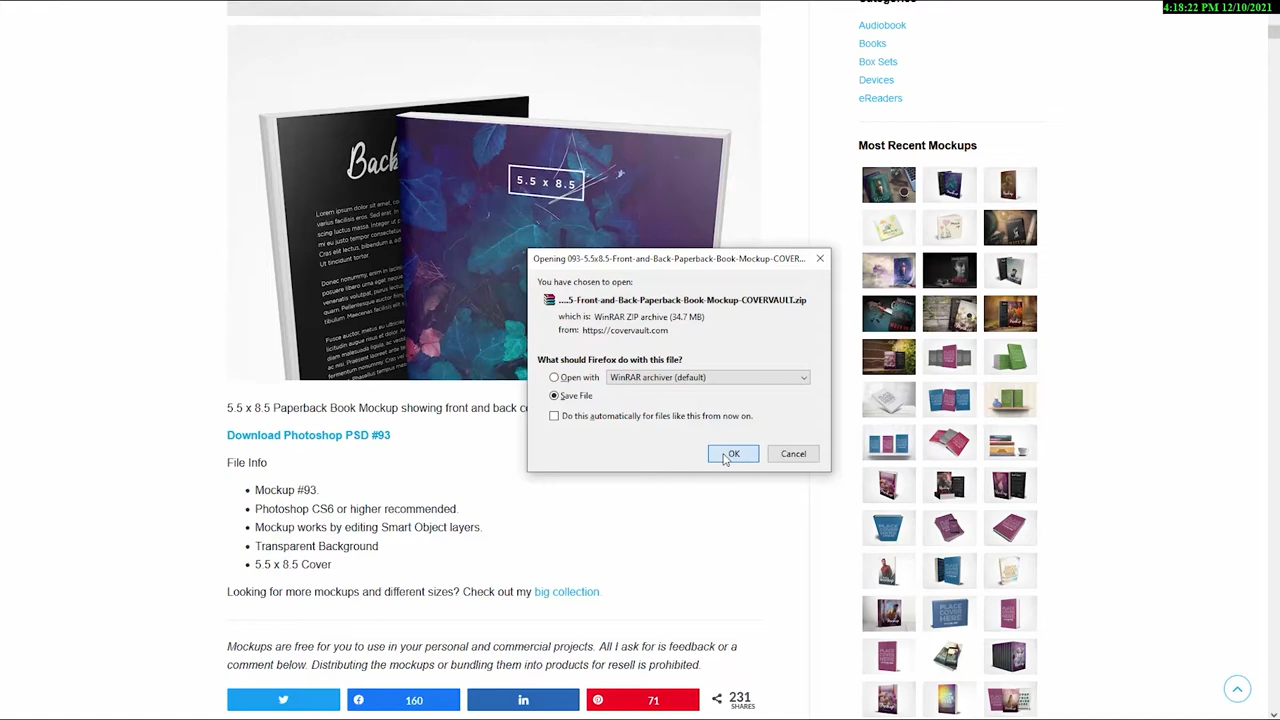 4:18:22 PM 12/10/2021
Categories
Audiobook
Books
Box Sets
Devices
eReaders
Most Recent Mockups
5.5 x 8.5
Lorem ipsum dolor sit amet,
Opening 093-5.5x8.5-Front-and-Back-Paperback-Book-Mockup-COVER...
You have chosen to open:
....5-Front-and-Back-Paperback-Book-Mockup-COVERVAULT.zip
which is: WinRAR ZIP archive (34.7 MB)
from: https://covervault.com
What should Firefox do with this file?
Open with WinRAR archiver (default)
Save File
Do this automatically for files like this from now on.
OK Cancel
5.5 x 8.5 Paperback Book Mockup showing front and back
Download Photoshop PSD #93
File Info
Mockup #93.
Photoshop CS6 or higher recommended.
Mockup works by editing Smart Object layers.
Transparent Background
5.5 x 8.5 Cover
Looking for more mockups and different sizes? Check out my big collection.
Mockups are free for you to use in your personal and commercial projects. All I ask for is feedback or a
comment below. Distributing the mockups or installing them into products for resell is prohibited.
160
71
231
SHARES